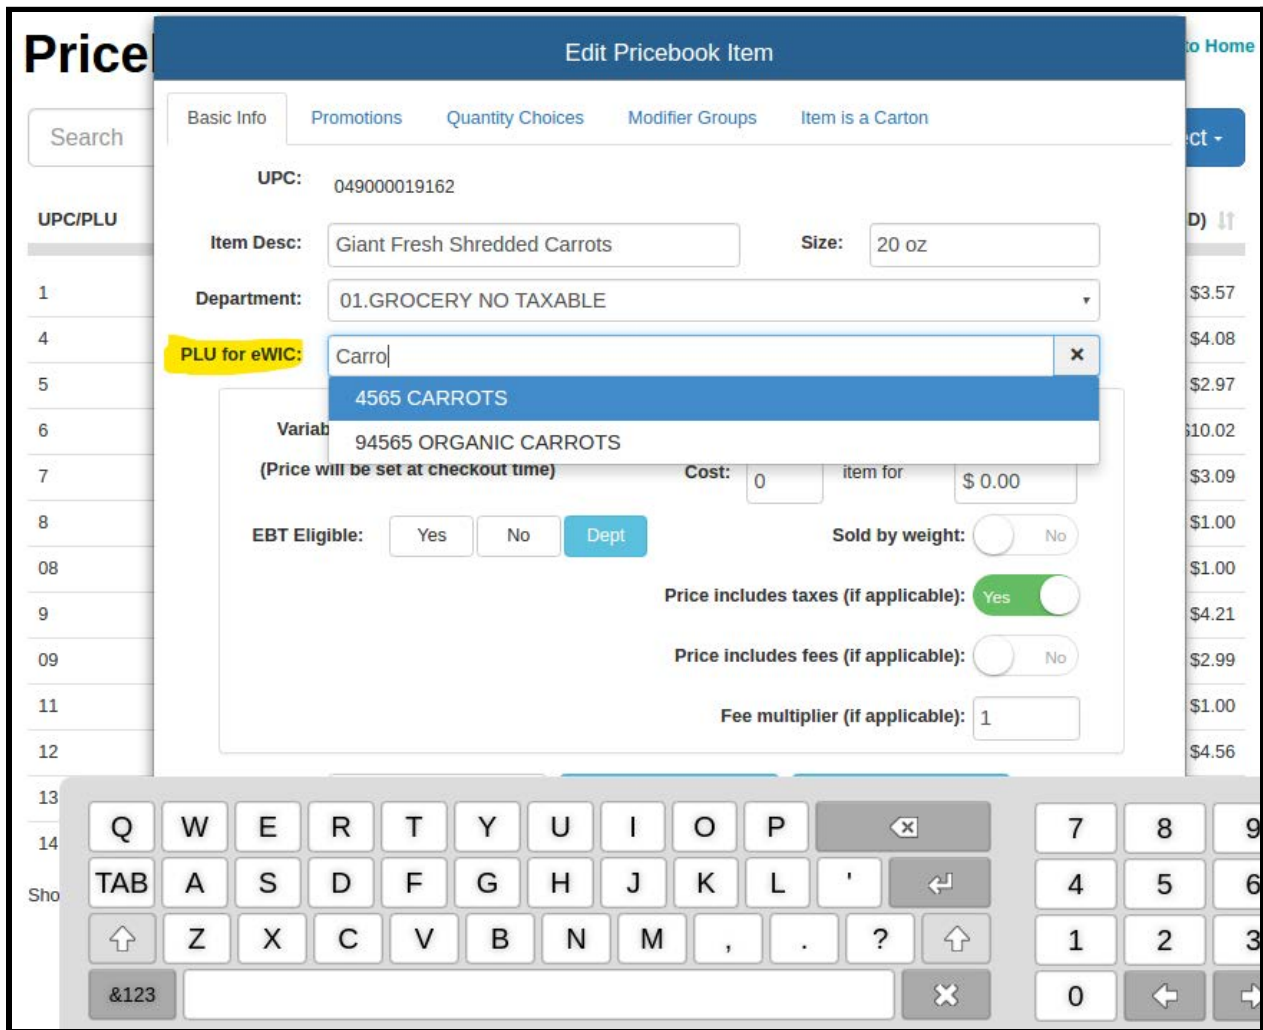 Price
Edit Pricebook Item
to Home
Basic Info
Promotions
Quantity Choices
Modifier Groups
Item is a Carton
Search
ect
UPC: 049000019162
UPC/PLU
D)
Item Desc: Giant Fresh Shredded Carrots
Size: 20 oz
Department: 01.GROCERY NO TAXABLE
PLU for eWIC: Carro
4565 CARROTS
94565 ORGANIC CARROTS
Variab
(Price will be set at checkout time)
Cost: 0 item for $ 0.00
EBT Eligible: Yes No Dept
Sold by weight: No
Price includes taxes (if applicable): Yes
Price includes fees (if applicable): No
Fee multiplier (if applicable): 1
1 $3.57
4 $4.08
5 $2.97
6 $10.02
7 $3.09
8 $1.00
08 $1.00
9 $4.21
09 $2.99
11 $1.00
12 $4.56
13
14
Sho
Q W E R T Y U I O P 7 8 9
TAB A S D F G H J K L ' 4 5 6
Z X C V B N M , . ? 1 2 3
&123 0